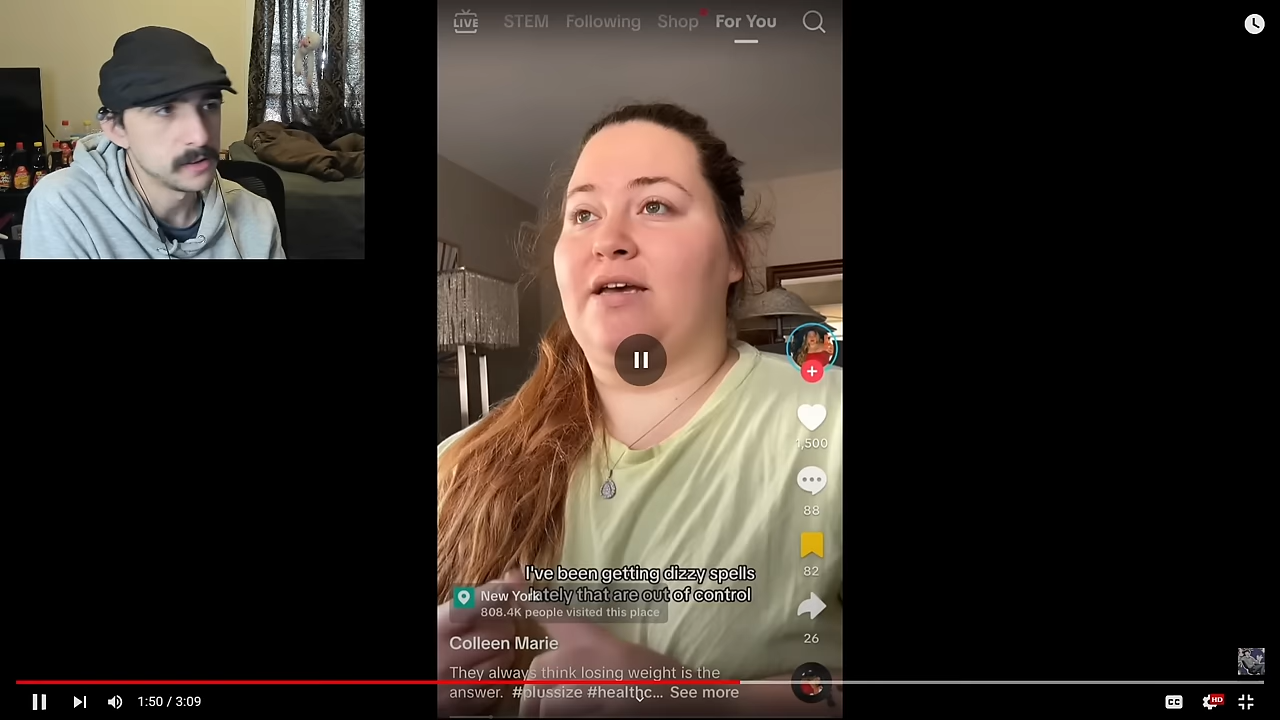 LIVE
STEM
Following
Shop
For You
1,500
88
82
26
I've been getting dizzy spells
lately that are out of control
New York
808.4K people visited this place
Colleen Marie
They always think losing weight is the
answer. #plussize #healthc... See more
1:50 / 3:09
CC
HD